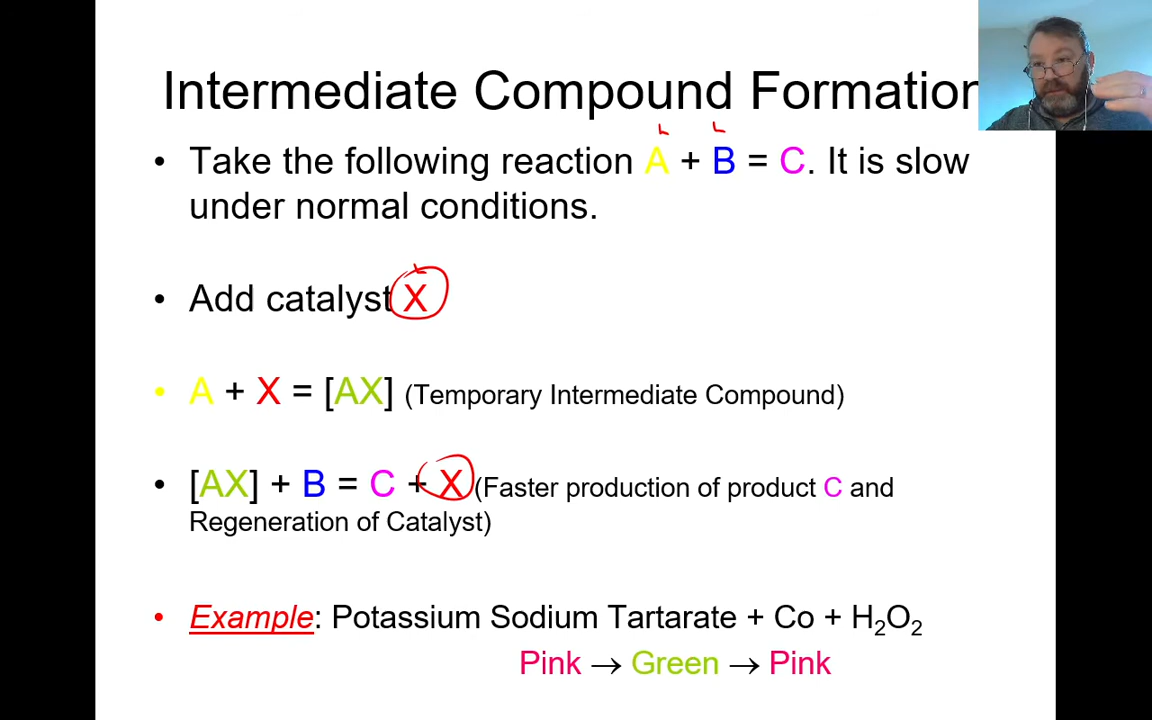 Intermediate Compound Formation
• Take the following reaction A + B = C. It is slow
under normal conditions.
• Add catalyst X
• A + X = [AX] (Temporary Intermediate Compound)
• [AX] + B = C + X (Faster production of product C and
Regeneration of Catalyst)
• Example: Potassium Sodium Tartarate + Co + H₂O₂
Pink → Green → Pink